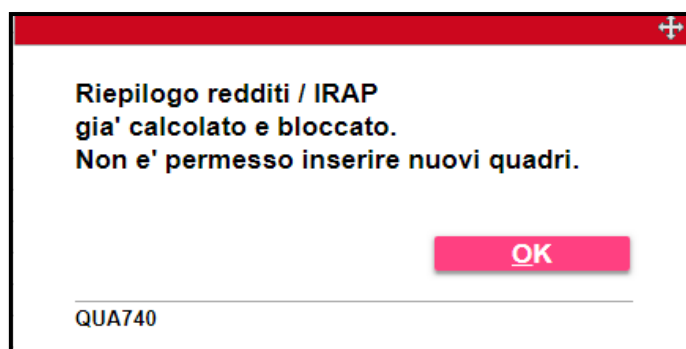 Riepilogo redditi / IRAP
gia' calcolato e bloccato.
Non e' permesso inserire nuovi quadri.
OK
QUA740